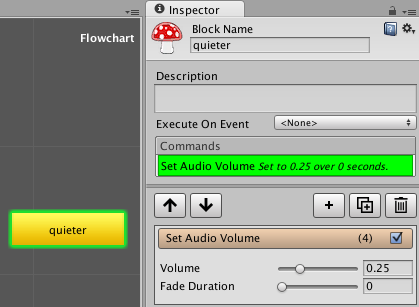 Inspector
Flowchart
Block Name
quieter
Description
Execute On Event
<None>
Commands
Set Audio Volume Set to 0.25 over 0 seconds.
quieter
Set Audio Volume (4)
Volume 0.25
Fade Duration 0